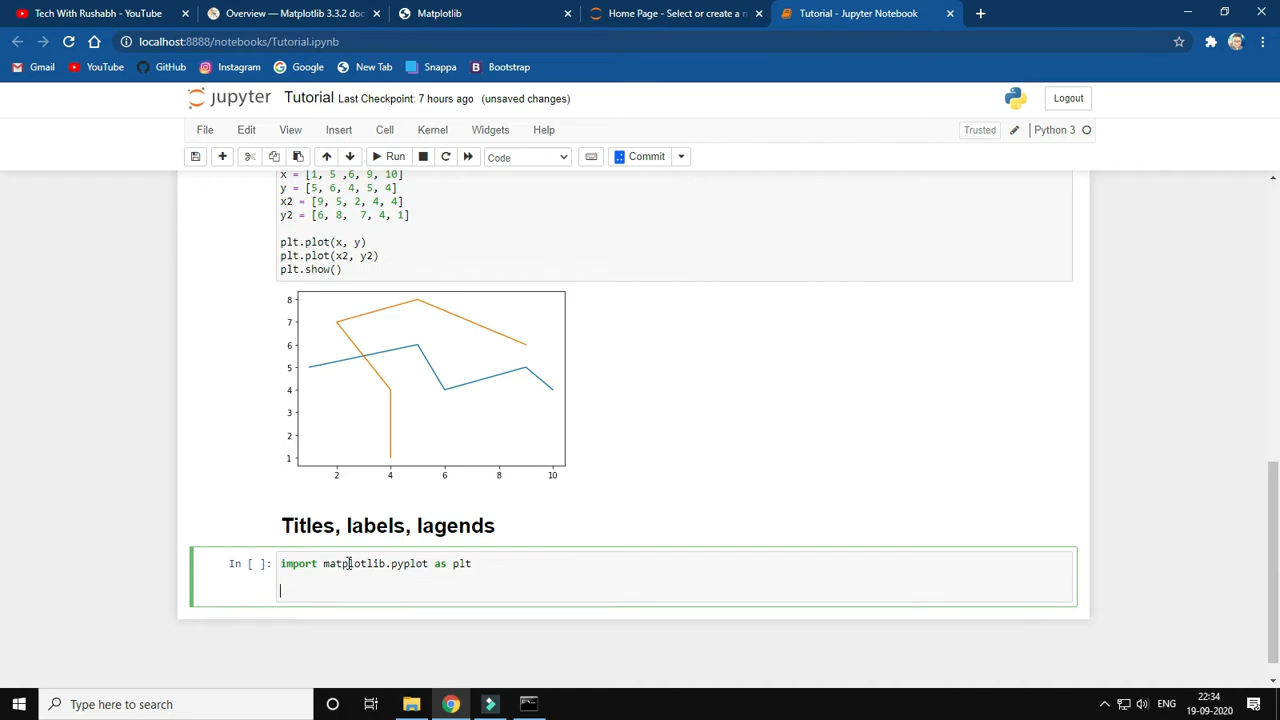 Tech With Rushabh - YouTube
Overview — Matplotlib 3.3.2 doc
Matplotlib
Home Page - Select or create a n
Tutorial - Jupyter Notebook
localhost:8888/notebooks/Tutorial.ipynb
Gmail
YouTube
GitHub
Instagram
Google
New Tab
Snappa
B
Bootstrap
jupyter
Tutorial
Last Checkpoint: 7 hours ago
(unsaved changes)
Logout
File
Edit
View
Insert
Cell
Kernel
Widgets
Help
Trusted
Python 3
Run
Code
Commit
x = [1, 5 ,6, 9, 10]
y = [5, 6, 4, 5, 4]
x2 = [9, 5, 2, 4, 4]
y2 = [6, 8,  7, 4, 1]
plt.plot(x, y)
plt.plot(x2, y2)
plt.show()
8
7
6
5
4
3
2
1
2 4 6 8 10
Titles, labels, lagends
In [ ]:
import matplotlib.pyplot as plt
Type here to search
ENG
22:34
19-09-2020